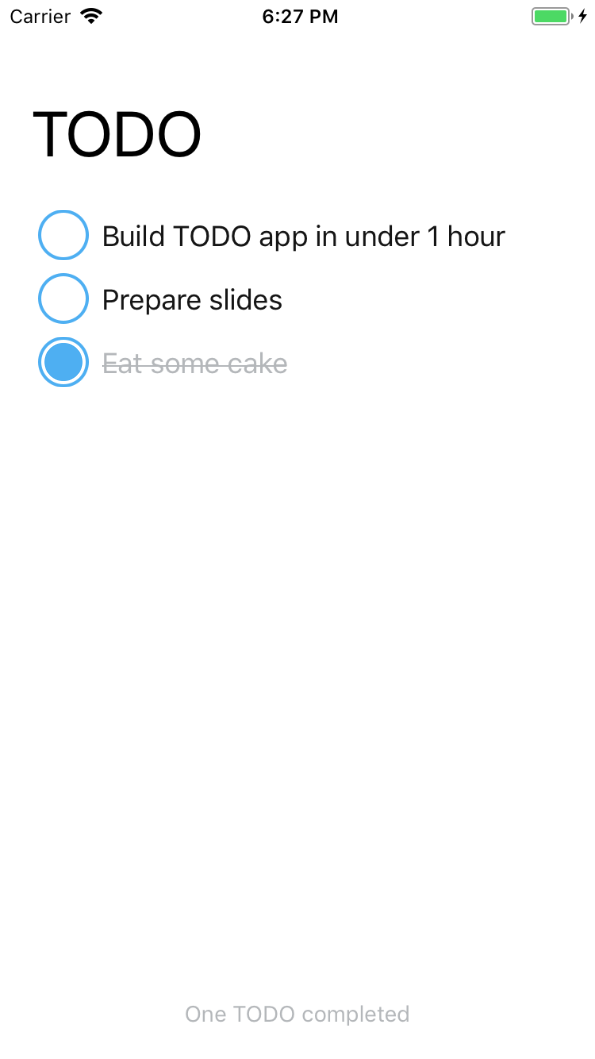 Carrier 6:27 PM
TODO
Build TODO app in under 1 hour
Prepare slides
Eat some cake
One TODO completed